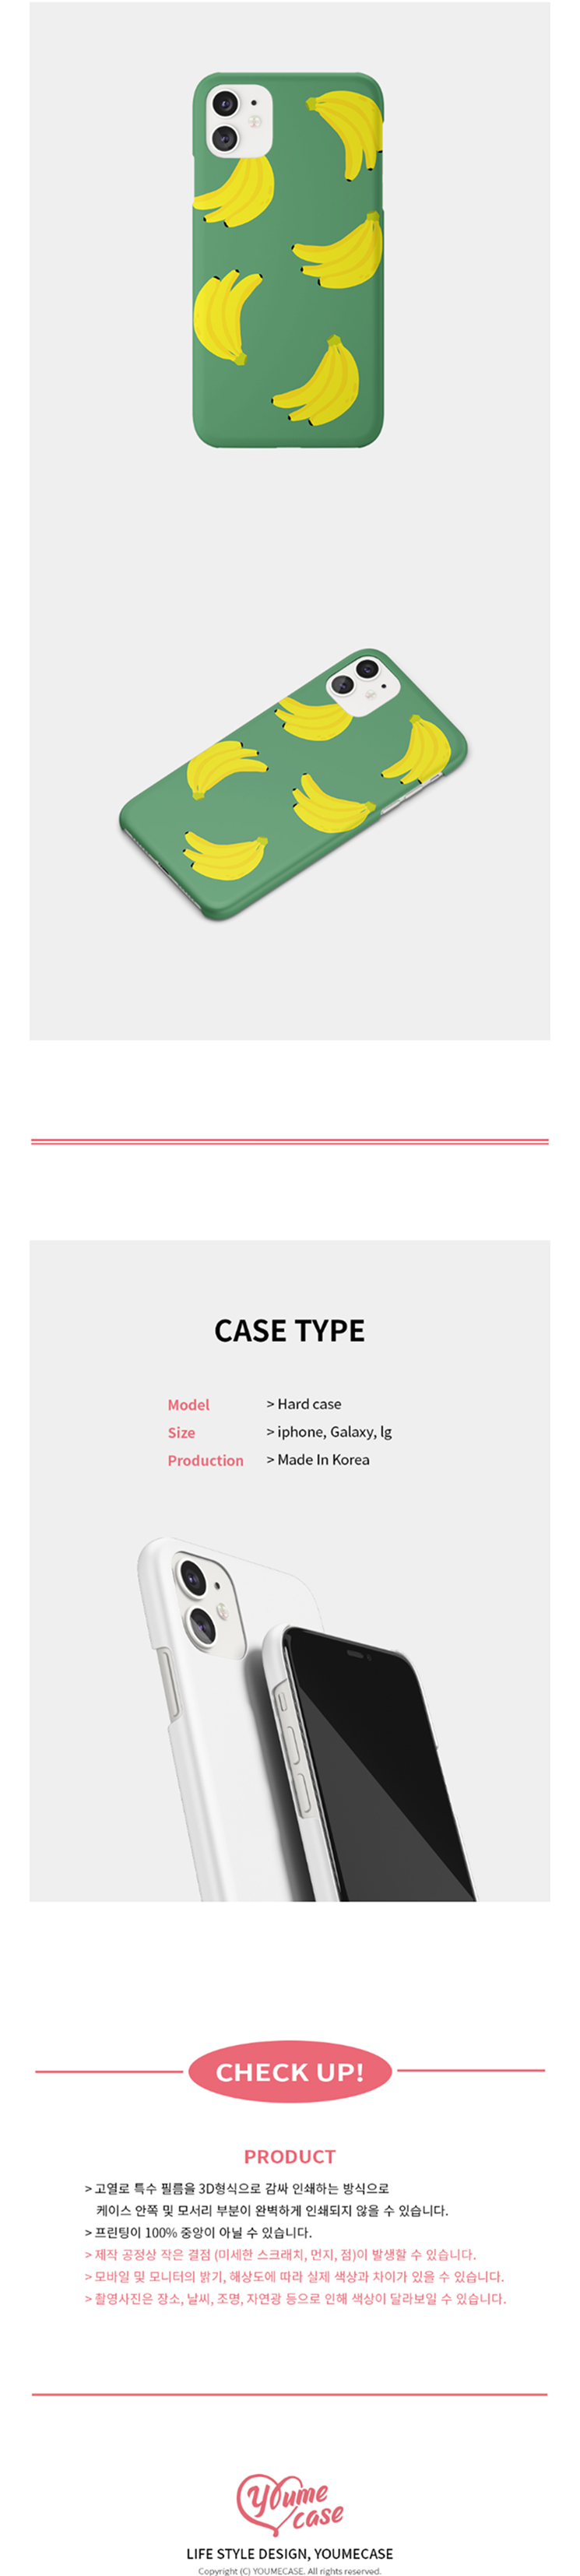 CASE TYPE
Model > Hard case
Size > iphone, Galaxy, lg
Production > Made In Korea
CHECK UP!
PRODUCT
> 고열로 특수 필름을 3D형식으로 감싸 인쇄하는 방식으로
케이스 안쪽 및 모서리 부분이 완벽하게 인쇄되지 않을 수 있습니다.
> 프린팅이 100% 중앙이 아닐 수 있습니다.
> 제작 공정상 작은 결점 (미세한 스크래치, 먼지, 점)이 발생할 수 있습니다.
> 모바일 및 모니터의 밝기, 해상도에 따라 실제 색상과 차이가 있을 수 있습니다.
> 촬영사진은 장소, 날씨, 조명, 자연광 등으로 인해 색상이 달라보일 수 있습니다.
Youme
case
LIFE STYLE DESIGN, YOUMECASE
Copyright (C) YOUMECASE. All rights reserved.